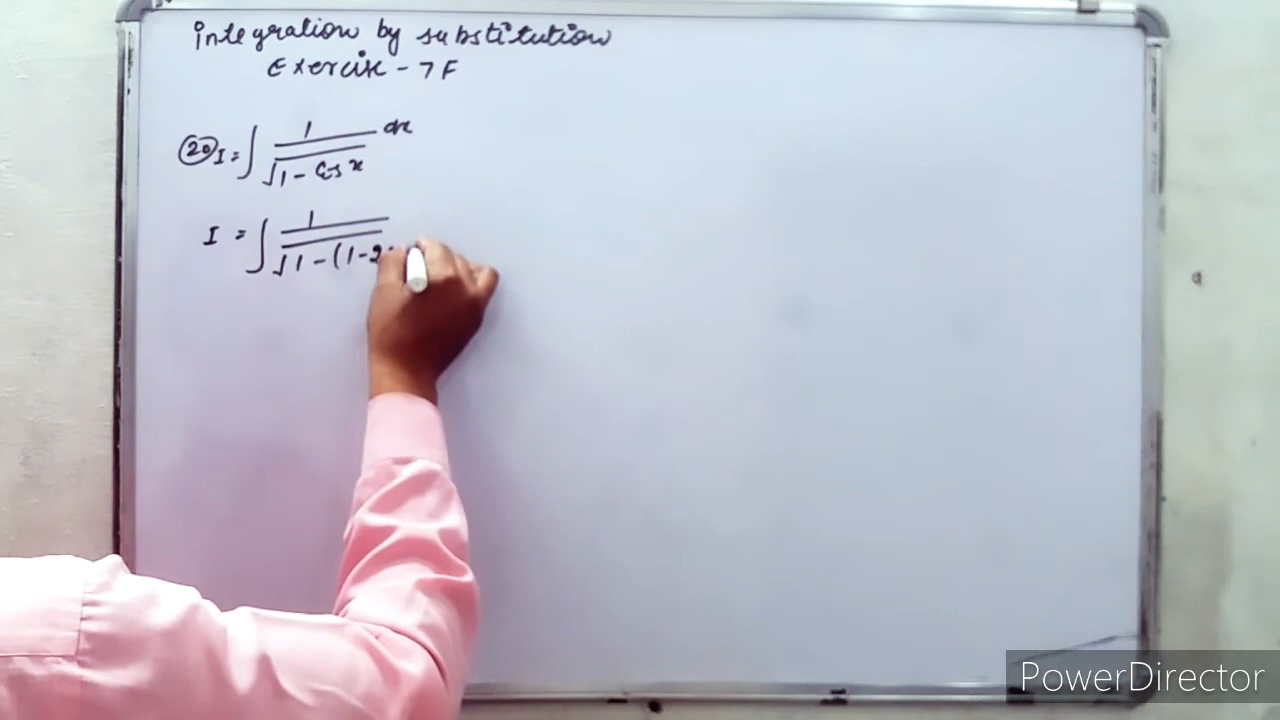 integration by substitution
Exercise - 7F
(20) I = ∫ 1/√(1 - Cos x) dx
I = ∫ 1/√(1 - (1 - 2
PowerDirector